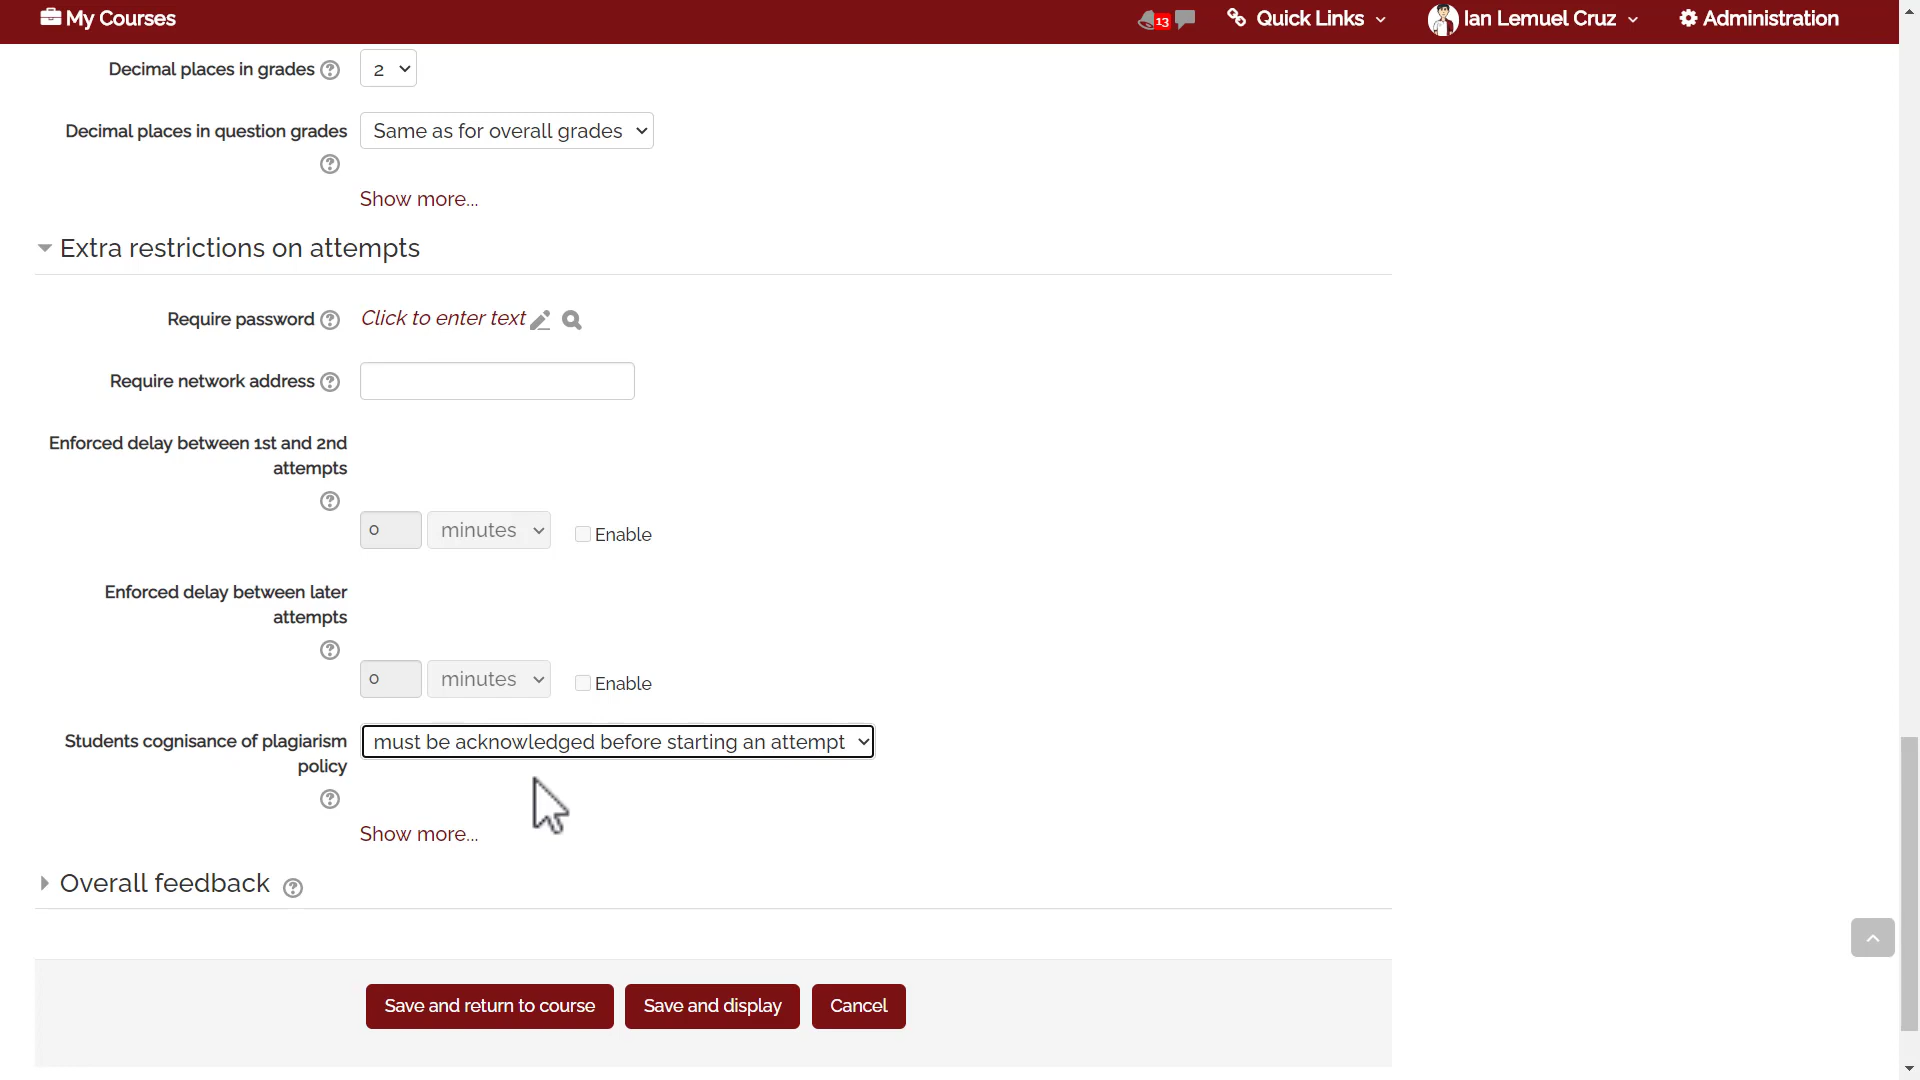 My Courses
13
Quick Links
Ian Lemuel Cruz
Administration
Decimal places in grades
2
Decimal places in question grades
Same as for overall grades
Show more...
Extra restrictions on attempts
Require password
Click to enter text
Require network address
Enforced delay between 1st and 2nd
attempts
0
minutes
Enable
Enforced delay between later
attempts
0
minutes
Enable
Students cognisance of plagiarism
policy
must be acknowledged before starting an attempt
Show more...
Overall feedback
Save and return to course
Save and display
Cancel